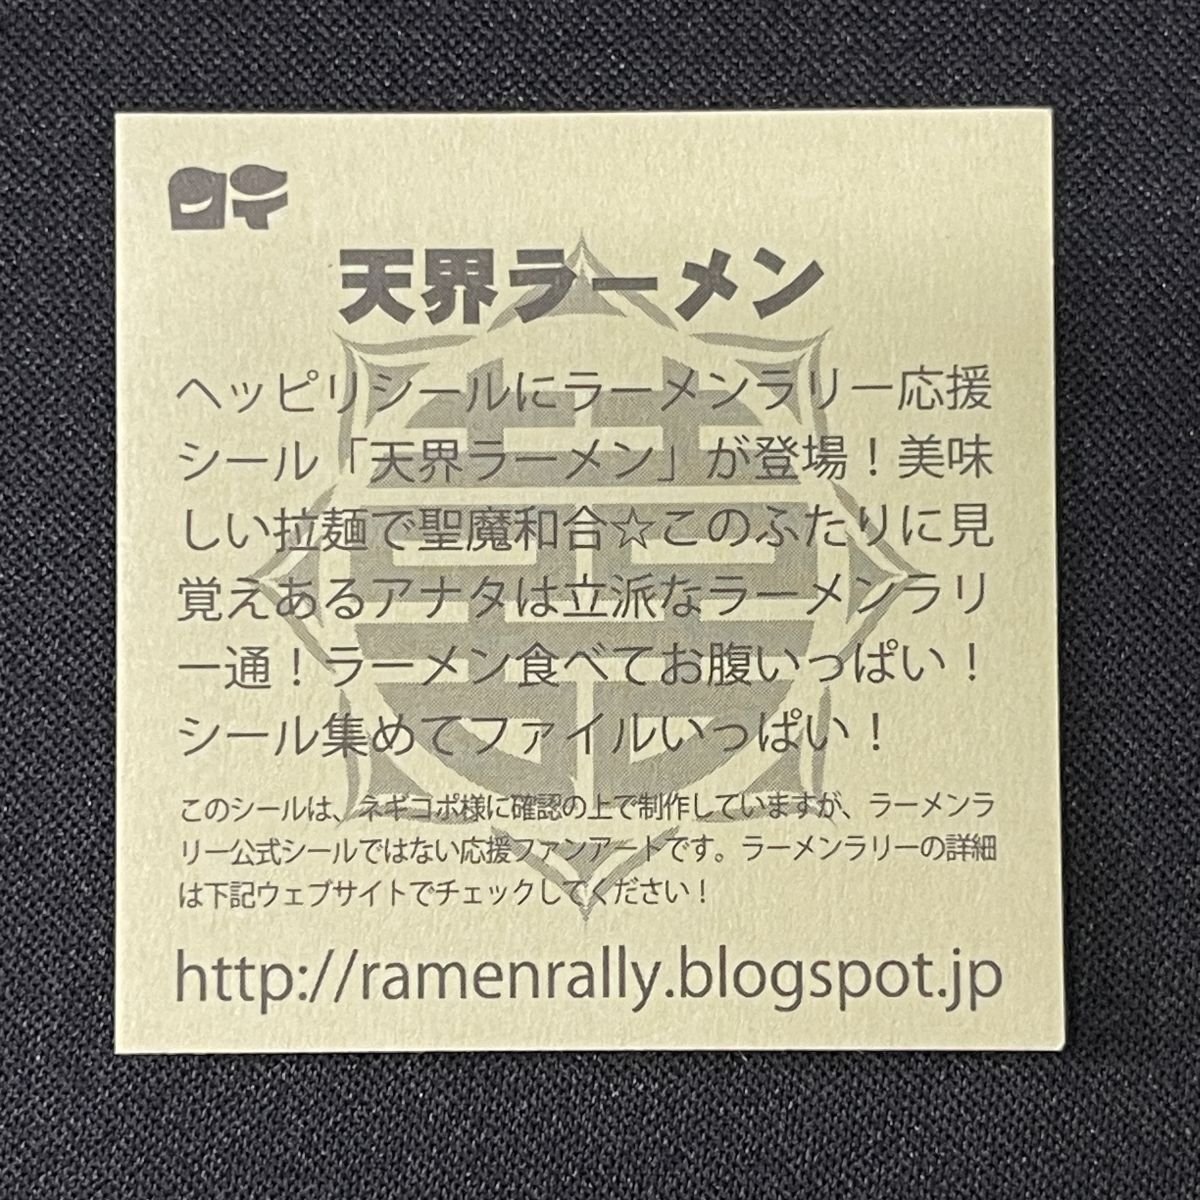 天界ラーメン
ヘッピリシールにラーメンラリー応援
シール「天界ラーメン」が登場！美味
しい拉麺で聖魔和合☆このふたりに見
覚えあるアナタは立派なラーメンラリ
ー通！ラーメン食べてお腹いっぱい！
シール集めてファイルいっぱい！
このシールは、ネギコポ様に確認の上で制作していますが、ラーメンラ
リー公式シールではない応援ファンアートです。ラーメンラリーの詳細
は下記ウェブサイトでチェックしてください！
http://ramenrally.blogspot.jp